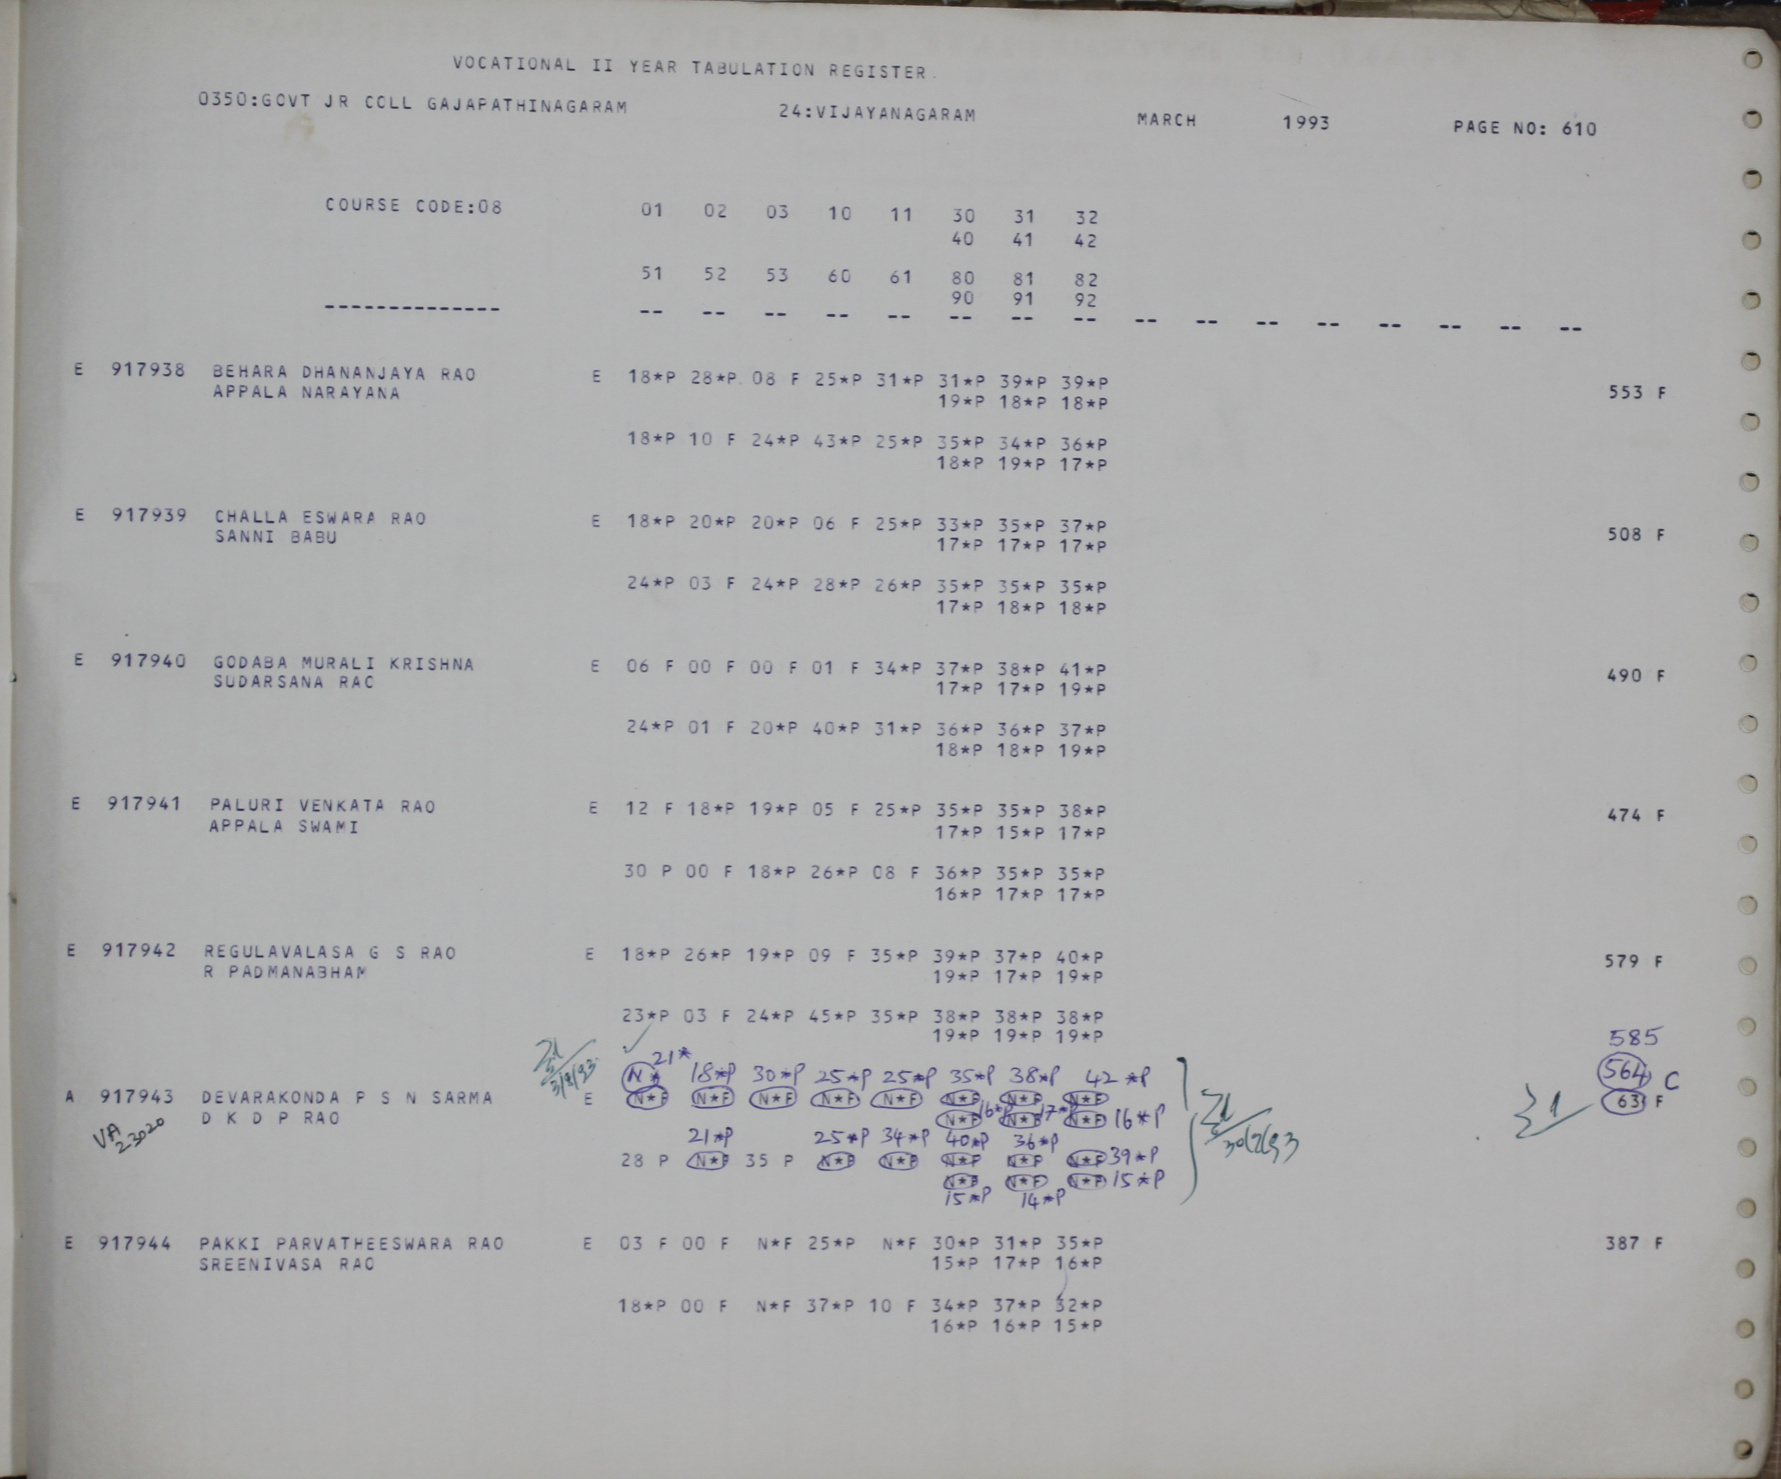 VOCATIONAL II YEAR TABULATION REGISTER.
0350:GOVT JR COLL GAJAPATHINAGARAM 24:VIJAYANAGARAM MARCH 1993 PAGE NO: 610
COURSE CODE:08 01 02 03 10 11 30 31 32
40 41 42
51 52 53 60 61 80 81 82
90 91 92
-------------- -- -- -- -- -- -- -- -- -- -- -- -- -- -- -- --
E 917938 BEHARA DHANANJAYA RAO E 18*P 28*P 08 F 25*P 31*P 31*P 39*P 39*P
APPALA NARAYANA 19*P 18*P 18*P 553 F
18*P 10 F 24*P 43*P 25*P 35*P 34*P 36*P
18*P 19*P 17*P
E 917939 CHALLA ESWARA RAO E 18*P 20*P 20*P 06 F 25*P 33*P 35*P 37*P
SANNI BABU 17*P 17*P 17*P 508 F
24*P 03 F 24*P 28*P 26*P 35*P 35*P 35*P
17*P 18*P 18*P
E 917940 GODABA MURALI KRISHNA E 06 F 00 F 00 F 01 F 34*P 37*P 38*P 41*P
SUDARSANA RAO 17*P 17*P 19*P 490 F
24*P 01 F 20*P 40*P 31*P 36*P 36*P 37*P
18*P 18*P 19*P
E 917941 PALURI VENKATA RAO E 12 F 18*P 19*P 05 F 25*P 35*P 35*P 38*P
APPALA SWAMI 17*P 15*P 17*P 474 F
30 P 00 F 18*P 26*P 08 F 36*P 35*P 35*P
16*P 17*P 17*P
E 917942 REGULAVALASA G S RAO E 18*P 26*P 19*P 09 F 35*P 39*P 37*P 40*P
R PADMANABHAM 19*P 17*P 19*P 579 F
23*P 03 F 24*P 45*P 35*P 38*P 38*P 38*P
19*P 19*P 19*P
585
21*
3/8/93 N* 18*P 30*P 25*P 25*P 35*P 38*P 42*P 564 C
A 917943 DEVARAKONDA P S N SARMA E N*F N*F N*F N*F N*F N*F N*F N*F 63 F
D K D P RAO N*F 16*P N*F 17*P N*F 16*P
VA 23020
21*P 25*P 34*P 40*P 36*P
28 P N*F 35 P N*F N*F N*F N*F N*F 39*P
N*F N*F N*F 15*P
15*P 14*P
E 917944 PAKKI PARVATHEESWARA RAO E 03 F 00 F N*F 25*P N*F 30*P 31*P 35*P 387 F
SREENIVASA RAO 15*P 17*P 16*P
18*P 00 F N*F 37*P 10 F 34*P 37*P 32*P
16*P 16*P 15*P